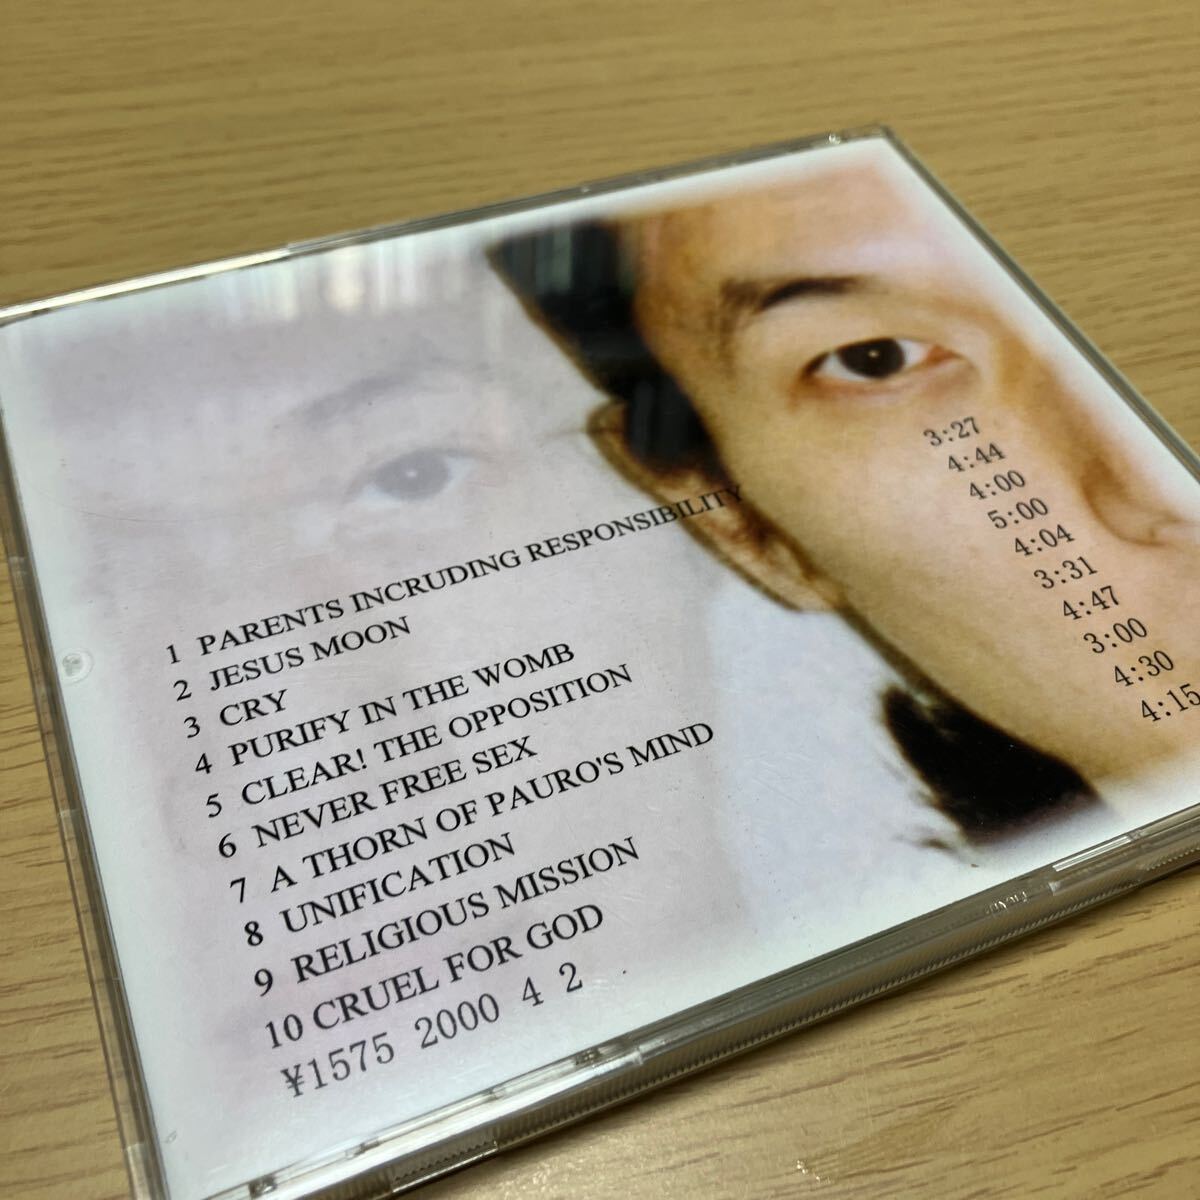 1 PARENTS INCRUDING RESPONSIBILITY 3:27
2 JESUS MOON 4:44
3 CRY 4:00
4 PURIFY IN THE WOMB 5:00
5 CLEAR! THE OPPOSITION 4:04
6 NEVER FREE SEX 3:31
7 A THORN OF PAURO'S MIND 4:47
8 UNIFICATION 3:00
9 RELIGIOUS MISSION 4:30
10 CRUEL FOR GOD 4:15
¥1575 2000 4 2